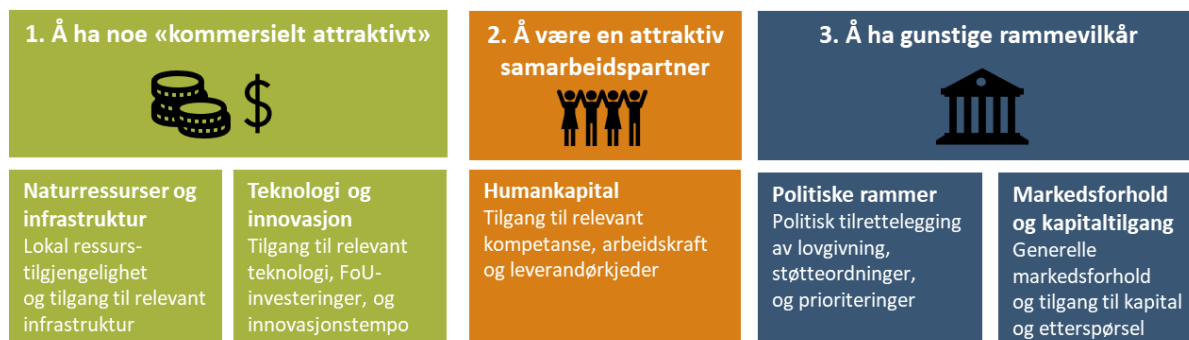 1. Å ha noe «kommersielt attraktivt»
$
2. Å være en attraktiv
samarbeidspartner
3. Å ha gunstige rammevilkår
Naturressurser og
infrastruktur
Lokal ressurs-
tilgjengelighet
og tilgang til relevant
infrastruktur
Teknologi og
innovasjon
Tilgang til relevant
teknologi, FoU-
investeringer, og
innovasjonstempo
Humankapital
Tilgang til relevant
kompetanse, arbeidskraft
og leverandørkjeder
Politiske rammer
Politisk tilrettelegging
av lovgivning,
støtteordninger,
og prioriteringer
Markedsforhold
og kapitaltilgang
Generelle
markedsforhold
og tilgang til kapital
og etterspørsel